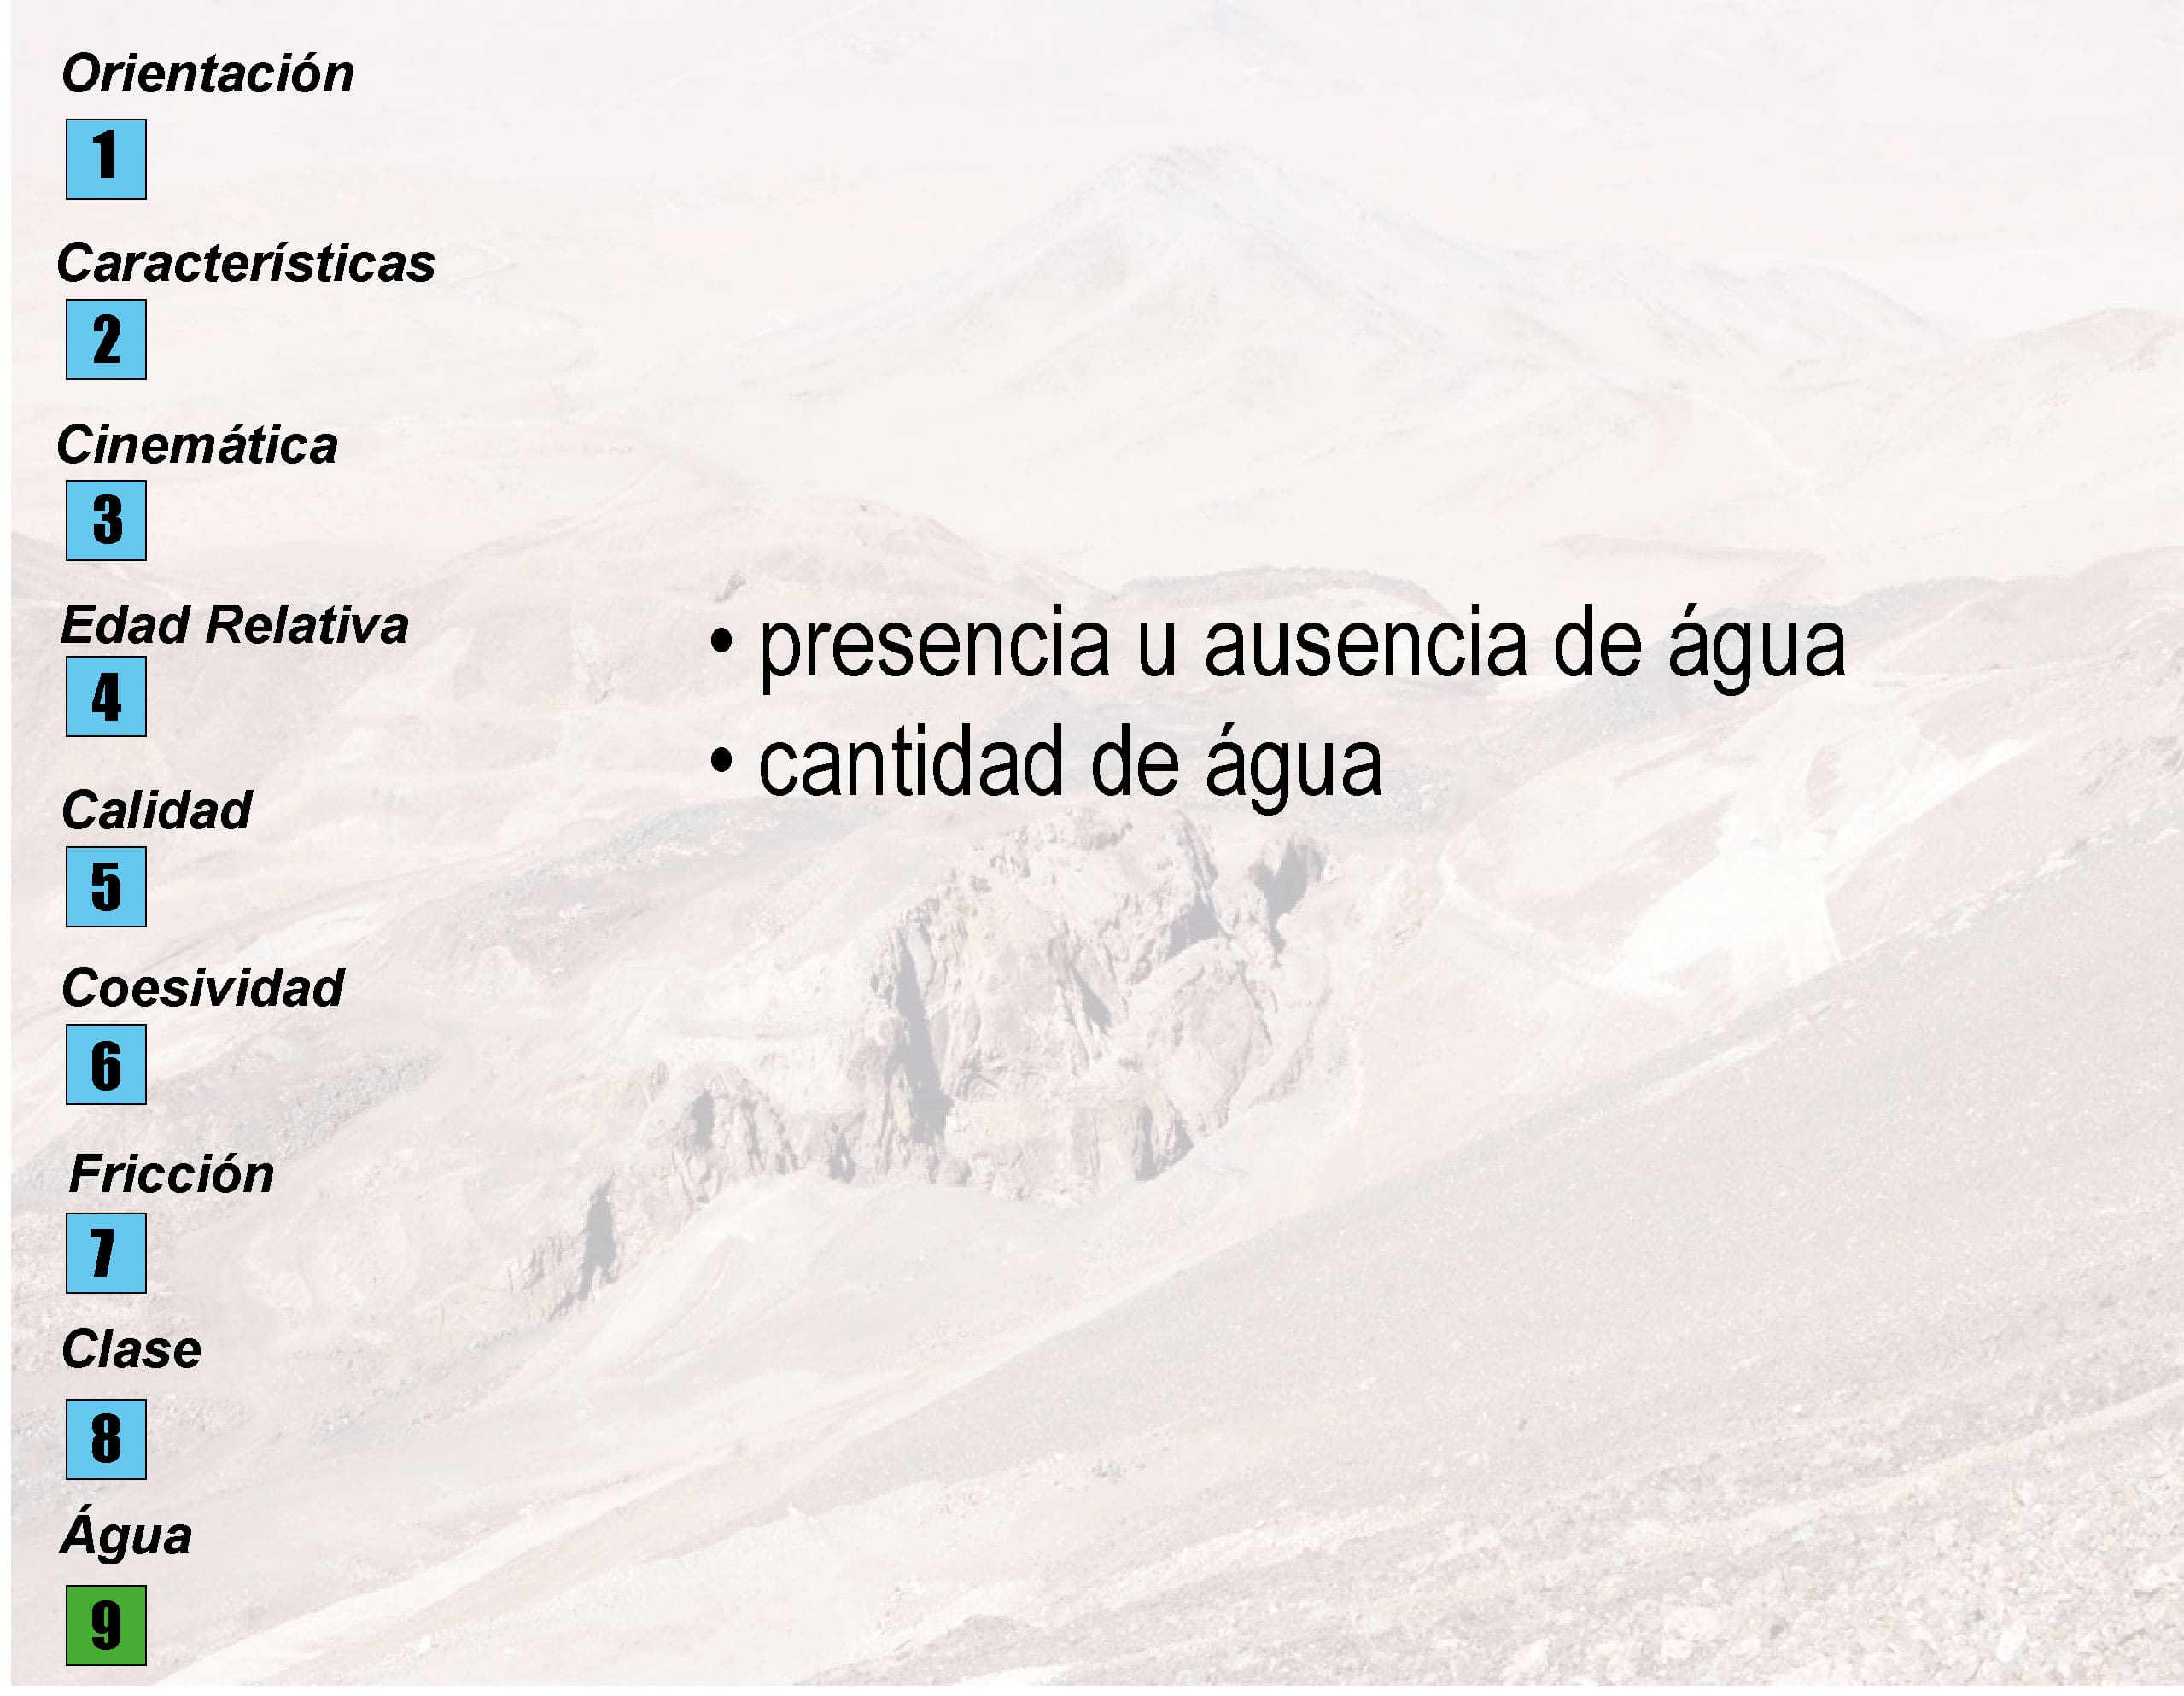 Orientación
1
Características
2
Cinemática
3
Edad Relativa
4
Calidad
5
Coesividad
6
Fricción
7
Clase
8
Água
9
• presencia u ausencia de água
• cantidad de água